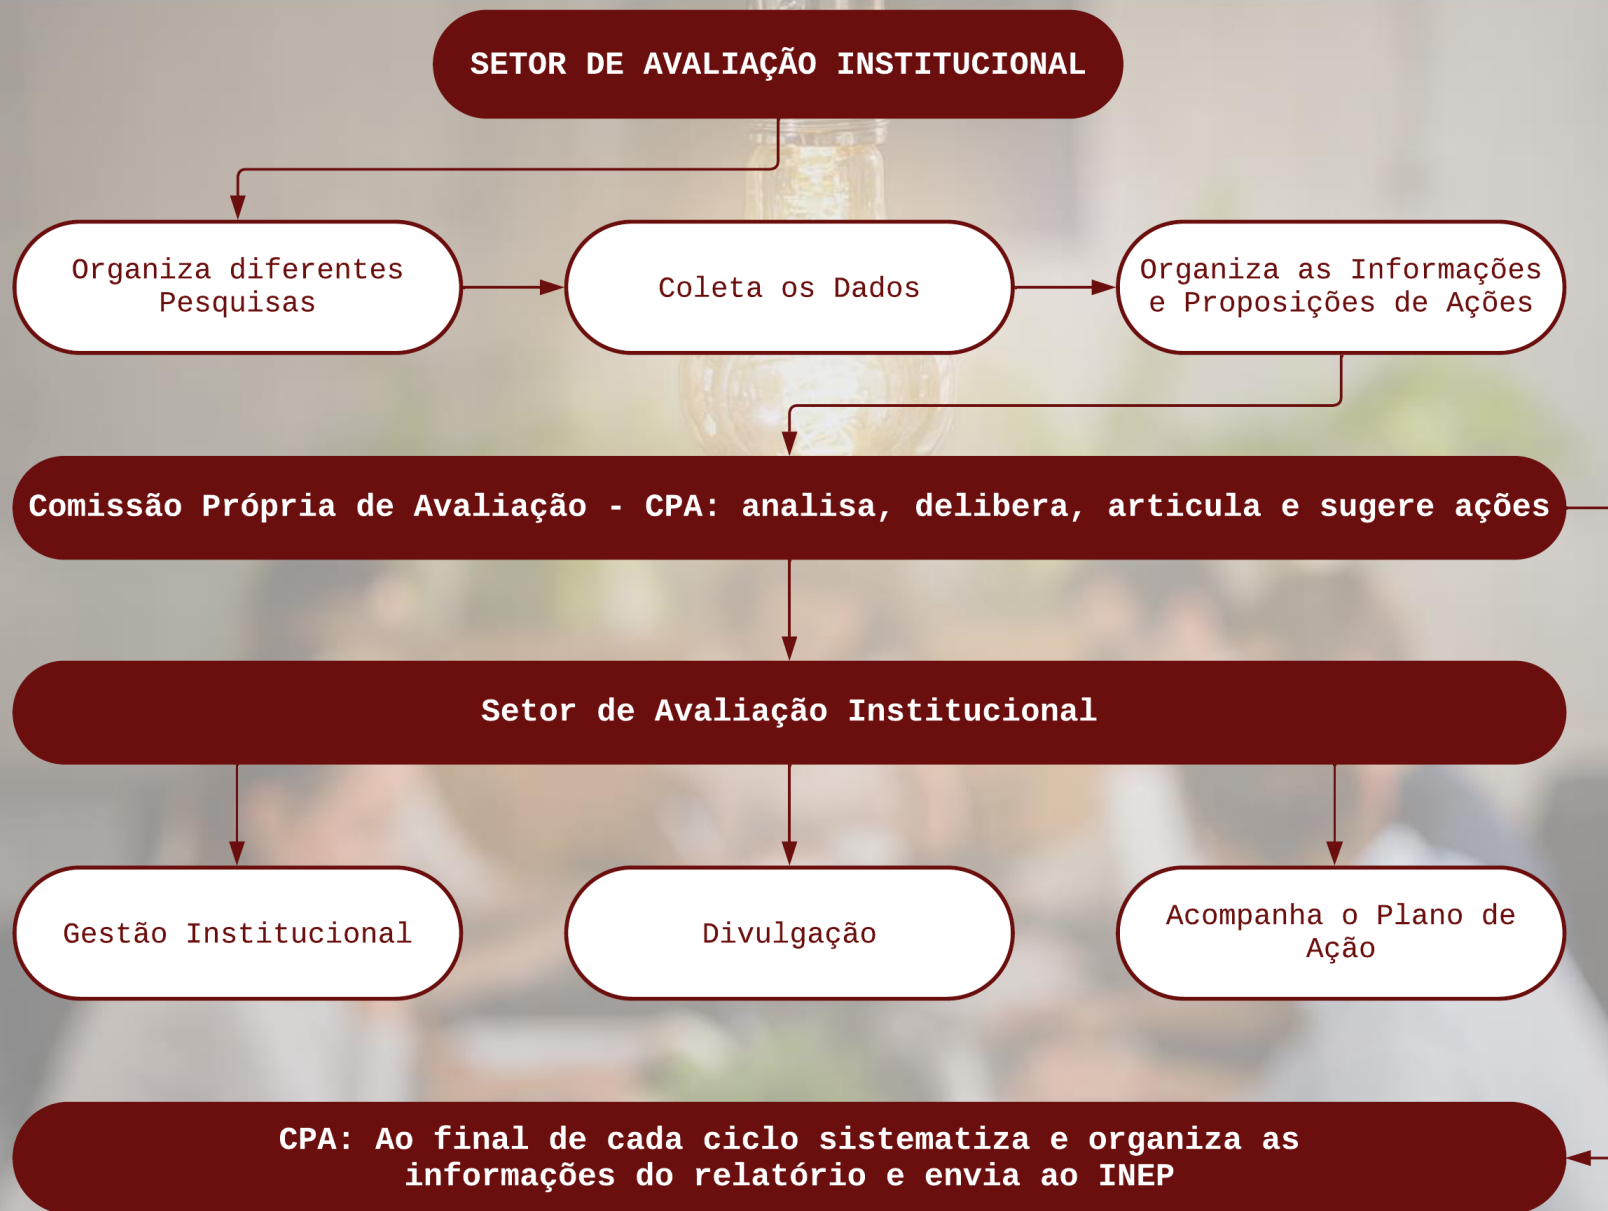 SETOR DE AVALIAÇÃO INSTITUCIONAL
Organiza diferentes
Pesquisas
Coleta os Dados
Organiza as Informações
e Proposições de Ações
Comissão Própria de Avaliação - CPA: analisa, delibera, articula e sugere ações
Setor de Avaliação Institucional
Gestão Institucional
Divulgação
Acompanha o Plano de
Ação
CPA: Ao final de cada ciclo sistematiza e organiza as
informações do relatório e envia ao INEP